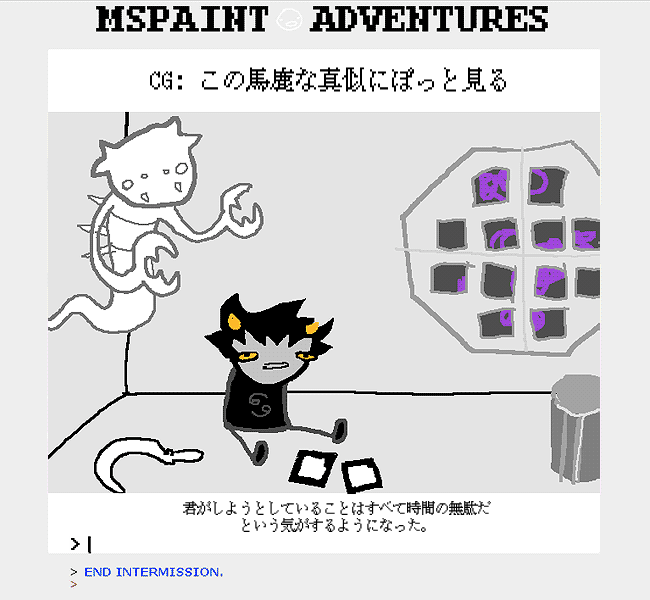 MSPAINT ADVENTURES
CG: この馬鹿な真似にぽっと見る
君がしようとしていることはすべて時間の無駄だ
という気がするようになった。
>
> END INTERMISSION.
>